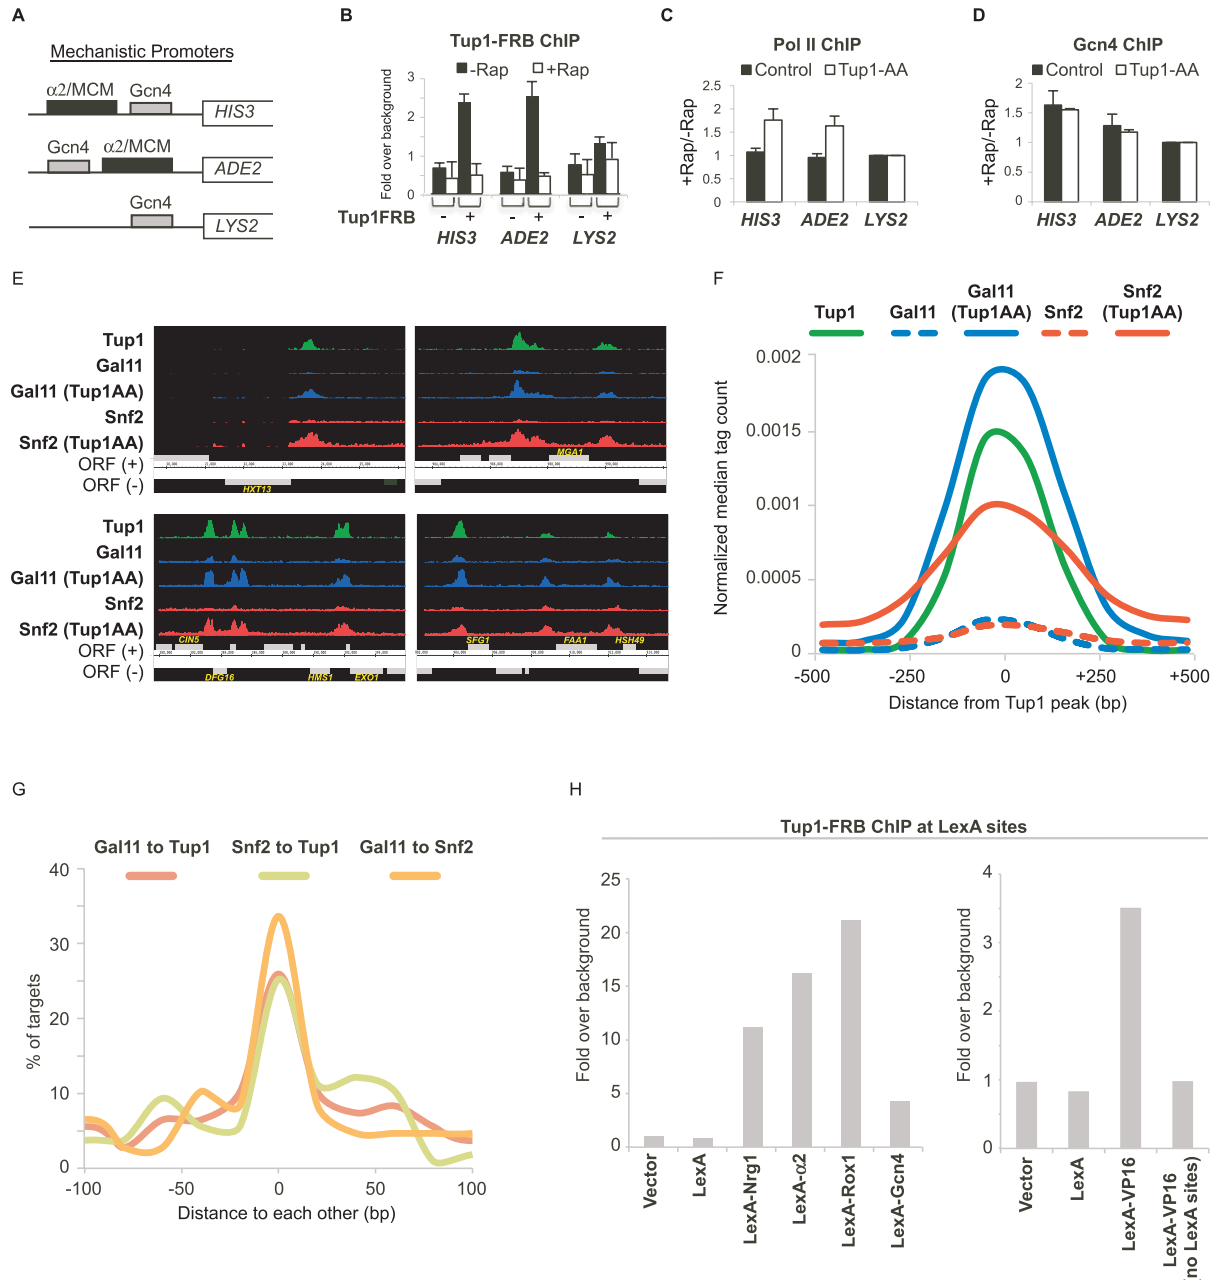 A
Mechanistic Promoters
α2/MCM
Gcn4
HIS3
Gcn4
α2/MCM
ADE2
Gcn4
LYS2
B
Tup1-FRB ChIP
-Rap
+Rap
Fold over background
3
2
1
0
Tup1FRB
- + - + - +
HIS3 ADE2 LYS2
C
Pol II ChIP
Control
Tup1-AA
+Rap/-Rap
2.5
2
1.5
1
0.5
HIS3 ADE2 LYS2
D
Gcn4 ChIP
Control
Tup1-AA
+Rap/-Rap
2
1.5
1
0.5
0
HIS3 ADE2 LYS2
E
Tup1
Gal11
Gal11 (Tup1AA)
Snf2
Snf2 (Tup1AA)
ORF (+)
ORF (-)
HXT13
MGA1
Tup1
Gal11
Gal11 (Tup1AA)
Snf2
Snf2 (Tup1AA)
ORF (+)
ORF (-)
CIN5
DFG16
HMS1
EXO1
SFG1
FAA1
HSH49
F
Tup1
Gal11
Gal11
(Tup1AA)
Snf2
Snf2
(Tup1AA)
Normalized median tag count
0.002
0.0015
0.001
0.0005
0
-500 -250 0 +250 +500
Distance from Tup1 peak (bp)
G
Gal11 to Tup1
Snf2 to Tup1
Gal11 to Snf2
% of targets
40
30
20
10
0
-100 -50 0 50 100
Distance to each other (bp)
H
Tup1-FRB ChIP at LexA sites
Fold over background
25
20
15
10
5
0
Vector
LexA
LexA-Nrg1
LexA-α2
LexA-Rox1
LexA-Gcn4
Fold over background
4
3
2
1
0
Vector
LexA
LexA-VP16
LexA-VP16
(no LexA sites)